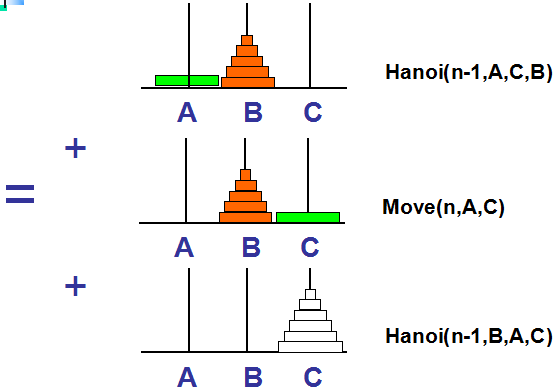 Hanoi(n-1,A,C,B)
A B C
+
=
Move(n,A,C)
A B C
+
Hanoi(n-1,B,A,C)
A B C